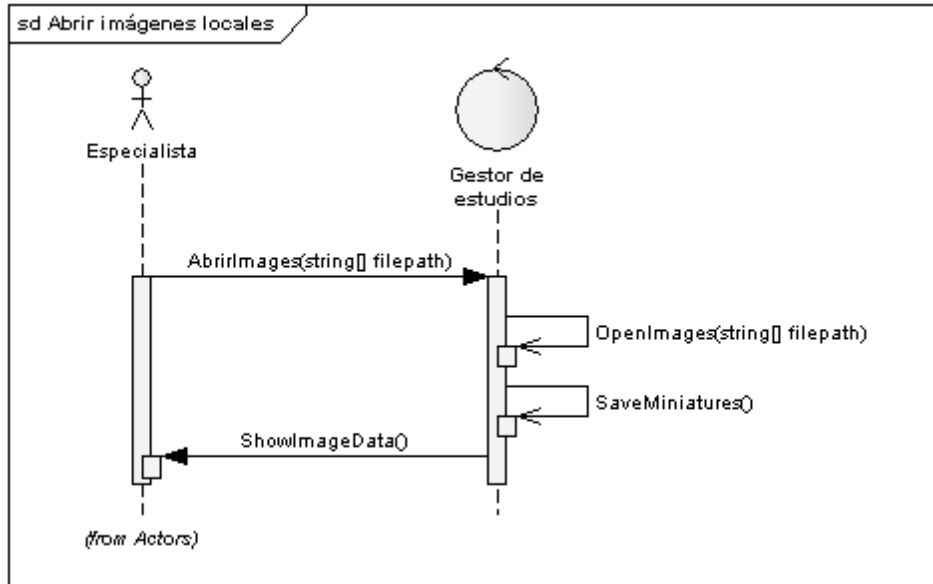 sd Abrir imágenes locales
Especialista
Gestor de
estudios
AbrirImages(string[] filepath)
OpenImages(string[] filepath)
SaveMiniatures()
ShowImageData()
(from Actors)